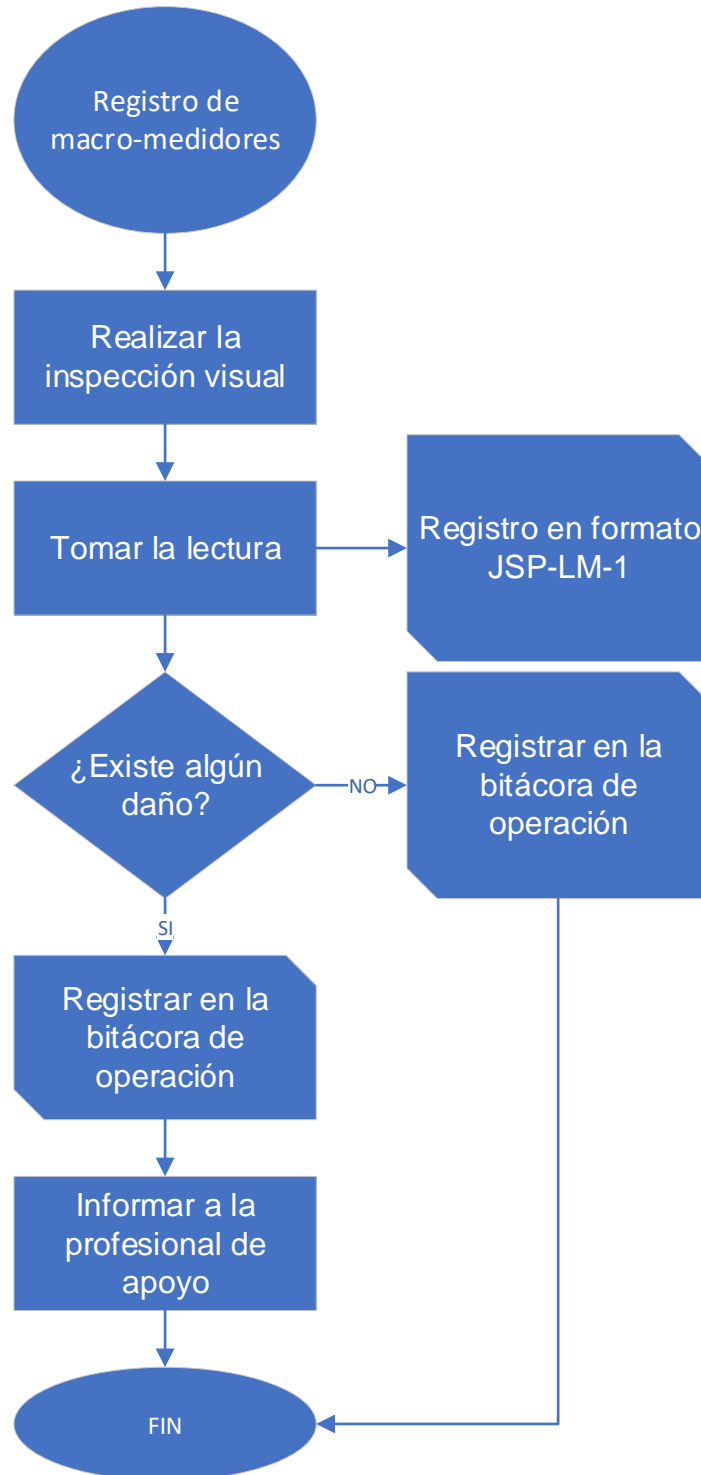 Registro de
macro-medidores
Realizar la
inspección visual
Tomar la lectura
Registro en formato
JSP-LM-1
¿Existe algún
daño?
NO
Registrar en la
bitácora de
operación
SI
Registrar en la
bitácora de
operación
Informar a la
profesional de
apoyo
FIN